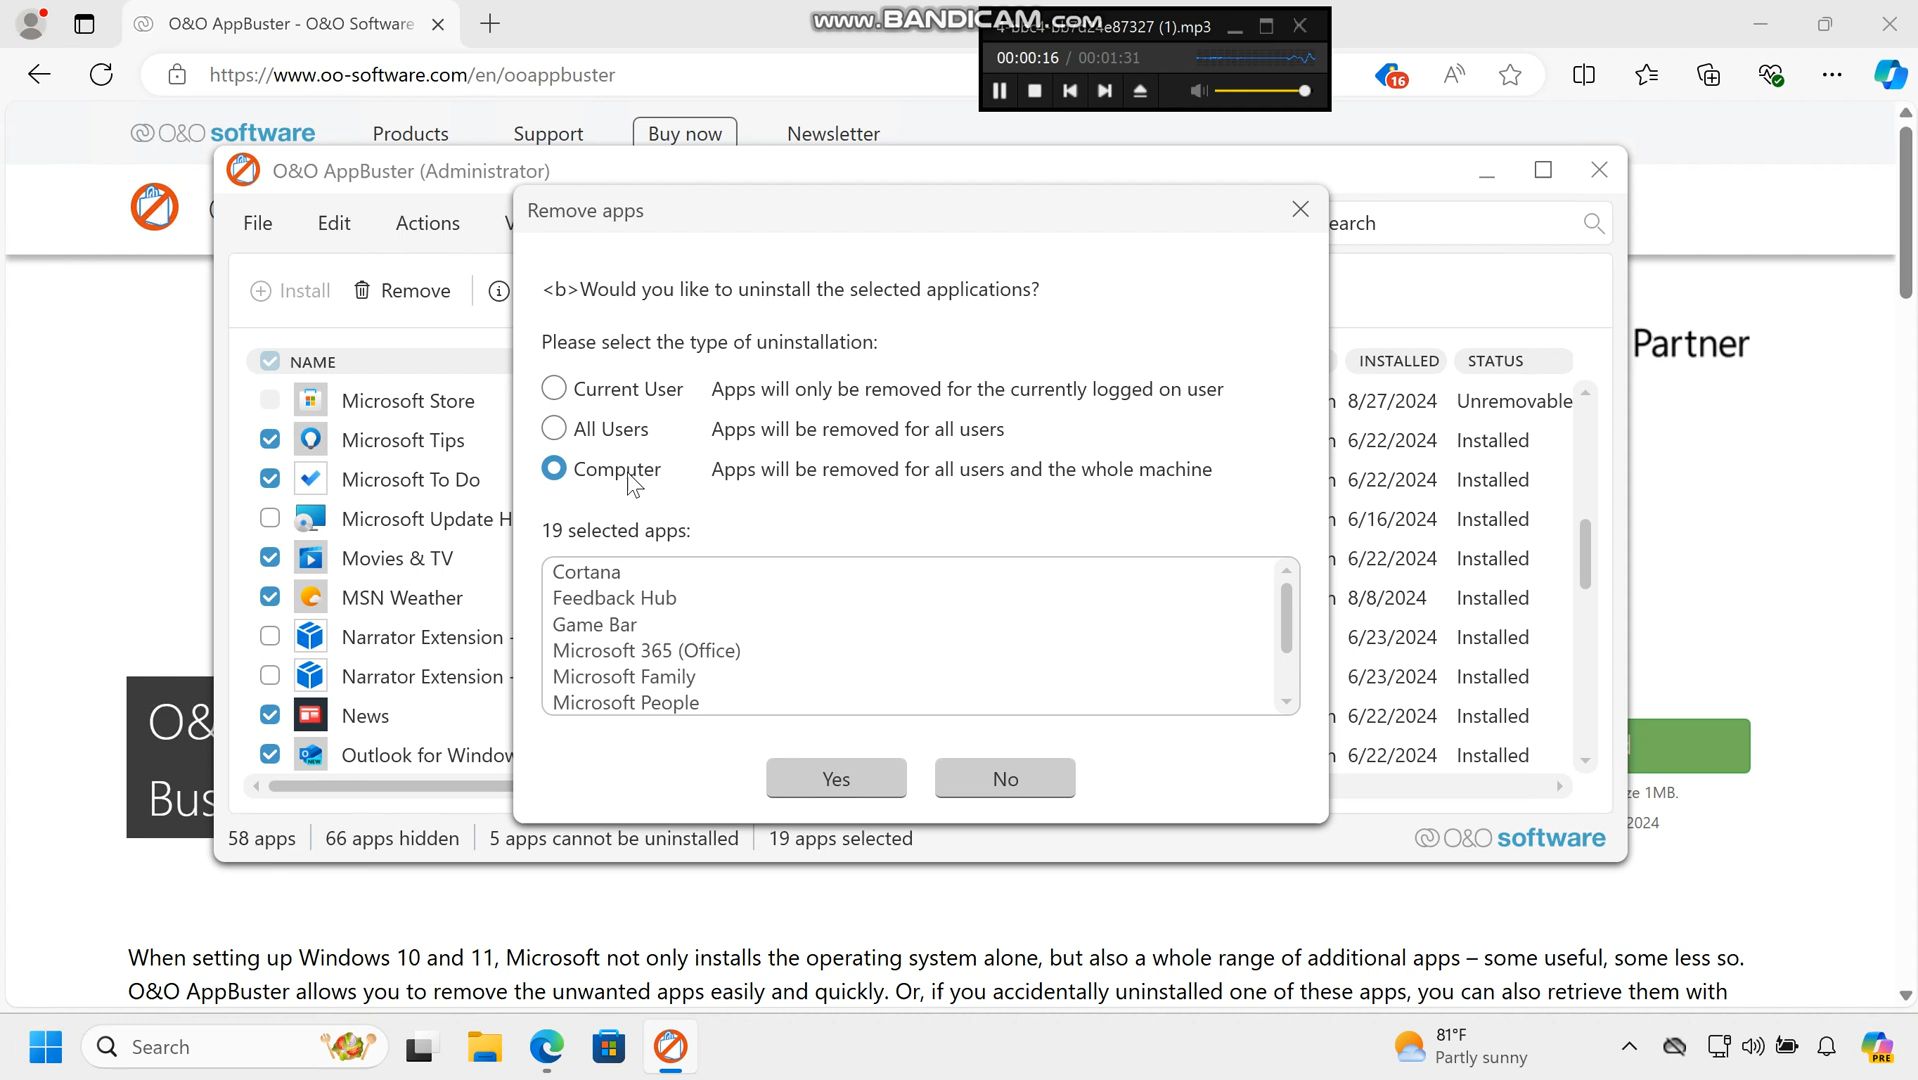 O&O AppBuster - O&O Software
www.BANDICAM.com
e87327 (1).mp3
00:00:16 / 00:01:31
https://www.oo-software.com/en/ooappbuster
16
O&O software
Products
Support
Buy now
Newsletter
O&O AppBuster (Administrator)
File
Edit
Actions
earch
Remove apps
Install
Remove
<b>Would you like to uninstall the selected applications?
Please select the type of uninstallation:
Current User
Apps will only be removed for the currently logged on user
All Users
Apps will be removed for all users
Computer
Apps will be removed for all users and the whole machine
19 selected apps:
Cortana
Feedback Hub
Game Bar
Microsoft 365 (Office)
Microsoft Family
Microsoft People
Yes
No
NAME
INSTALLED
STATUS
Microsoft Store
8/27/2024
Unremovable
Microsoft Tips
6/22/2024
Installed
Microsoft To Do
6/22/2024
Installed
Microsoft Update H
6/16/2024
Installed
Movies & TV
6/22/2024
Installed
MSN Weather
8/8/2024
Installed
Narrator Extension -
6/23/2024
Installed
Narrator Extension -
6/23/2024
Installed
News
6/22/2024
Installed
Outlook for Window
6/22/2024
Installed
58 apps
66 apps hidden
5 apps cannot be uninstalled
19 apps selected
O&O software
Partner
O&
Bus
ze 1MB.
2024
When setting up Windows 10 and 11, Microsoft not only installs the operating system alone, but also a whole range of additional apps – some useful, some less so.
O&O AppBuster allows you to remove the unwanted apps easily and quickly. Or, if you accidentally uninstalled one of these apps, you can also retrieve them with
Search
81°F
Partly sunny
PRE